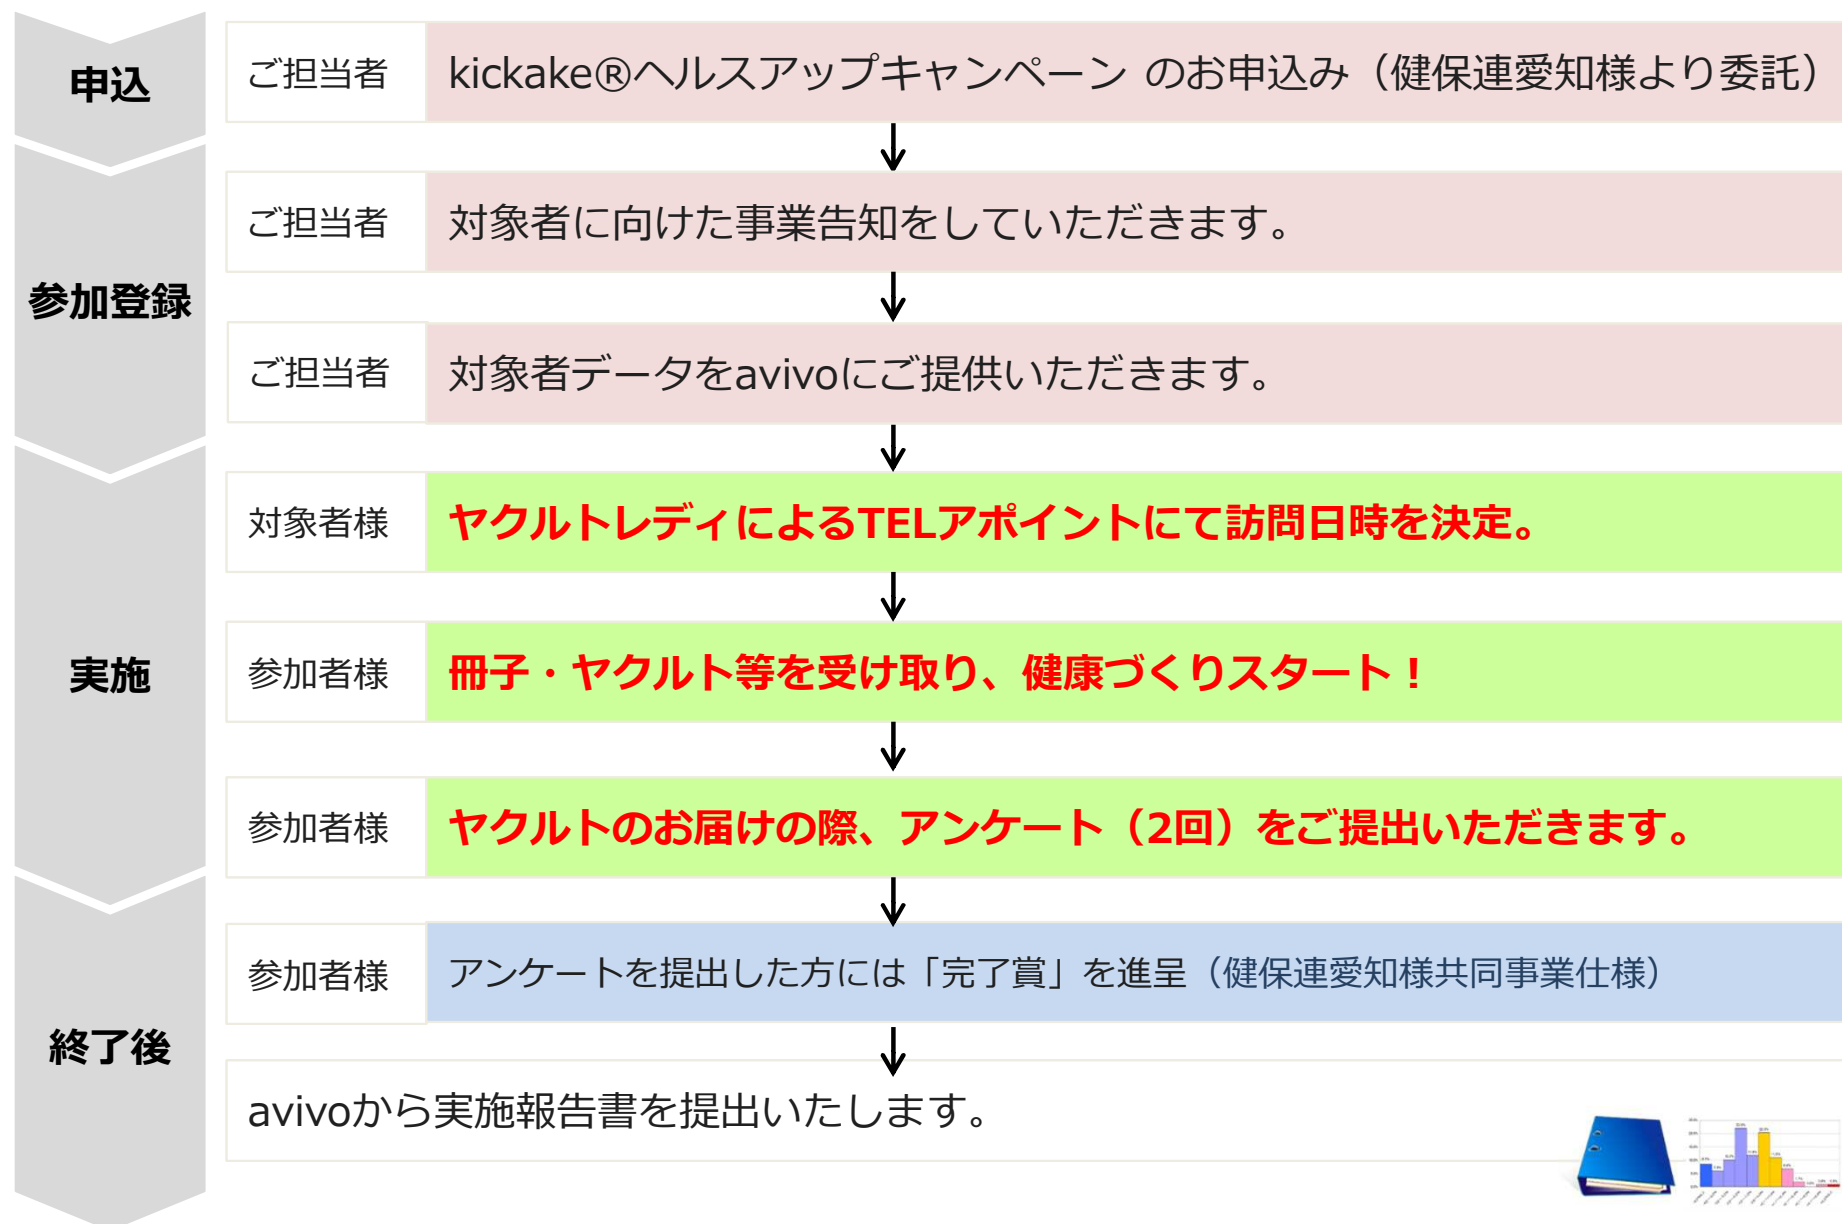 申込
ご担当者
kickake®ヘルスアップキャンペーン のお申込み（健保連愛知様より委託）
参加登録
ご担当者
対象者に向けた事業告知をしていただきます。
ご担当者
対象者データをavivoにご提供いただきます。
実施
対象者様
ヤクルトレディによるTELアポイントにて訪問日時を決定。
参加者様
冊子・ヤクルト等を受け取り、健康づくりスタート！
参加者様
ヤクルトのお届けの際、アンケート（2回）をご提出いただきます。
終了後
参加者様
アンケートを提出した方には「完了賞」を進呈（健保連愛知様共同事業仕様）
avivoから実施報告書を提出いたします。